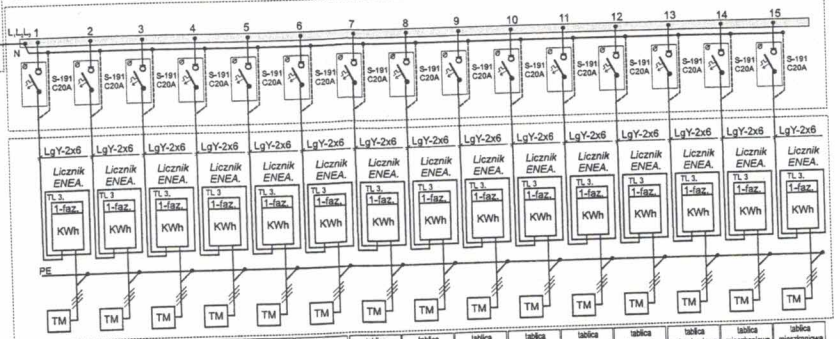 L,L,L, 1 2 3 4 5 6 7 8 9 10 11 12 13 14 15
N
S-191 S-191 S-191 S-191 S-191 S-191 S-191 S-191 S-191 S-191 S-191 S-191 S-191 S-191 S-191
C20A C20A C20A C20A C20A C20A C20A C20A C20A C20A C20A C20A C20A C20A C20A
LgY-2x6 LgY-2x6 LgY-2x6 LgY-2x6 LgY-2x6 LgY-2x6 LgY-2x6 LgY-2x6 LgY-2x6 LgY-2x6 LgY-2x6 LgY-2x6 LgY-2x6 LgY-2x6 LgY-2x6
Licznik Licznik Licznik Licznik Licznik Licznik Licznik Licznik Licznik Licznik Licznik Licznik Licznik Licznik Licznik
ENEA. ENEA. ENEA. ENEA. ENEA. ENEA. ENEA. ENEA. ENEA. ENEA. ENEA. ENEA. ENEA. ENEA. ENEA.
TL 3. TL 3 TL 3. TL 3. TL 3. TL 3. TL 3. TL 3. TL 3. TL 3. TL 3. TL 3. TL 3. TL 3. TL 3.
1-faz. 1-faz. 1-faz. 1-faz. 1-faz. 1-faz. 1-faz. 1-faz. 1-faz. 1-faz. 1-faz. 1-faz. 1-faz. 1-faz. 1-faz.
KWh KWh KWh KWh KWh KWh KWh KWh KWh KWh KWh KWh KWh KWh KWh
PE
TM TM TM TM TM TM TM TM TM TM TM TM TM TM TM
tablica tablica tablica tablica tablica tablica tablica tablica